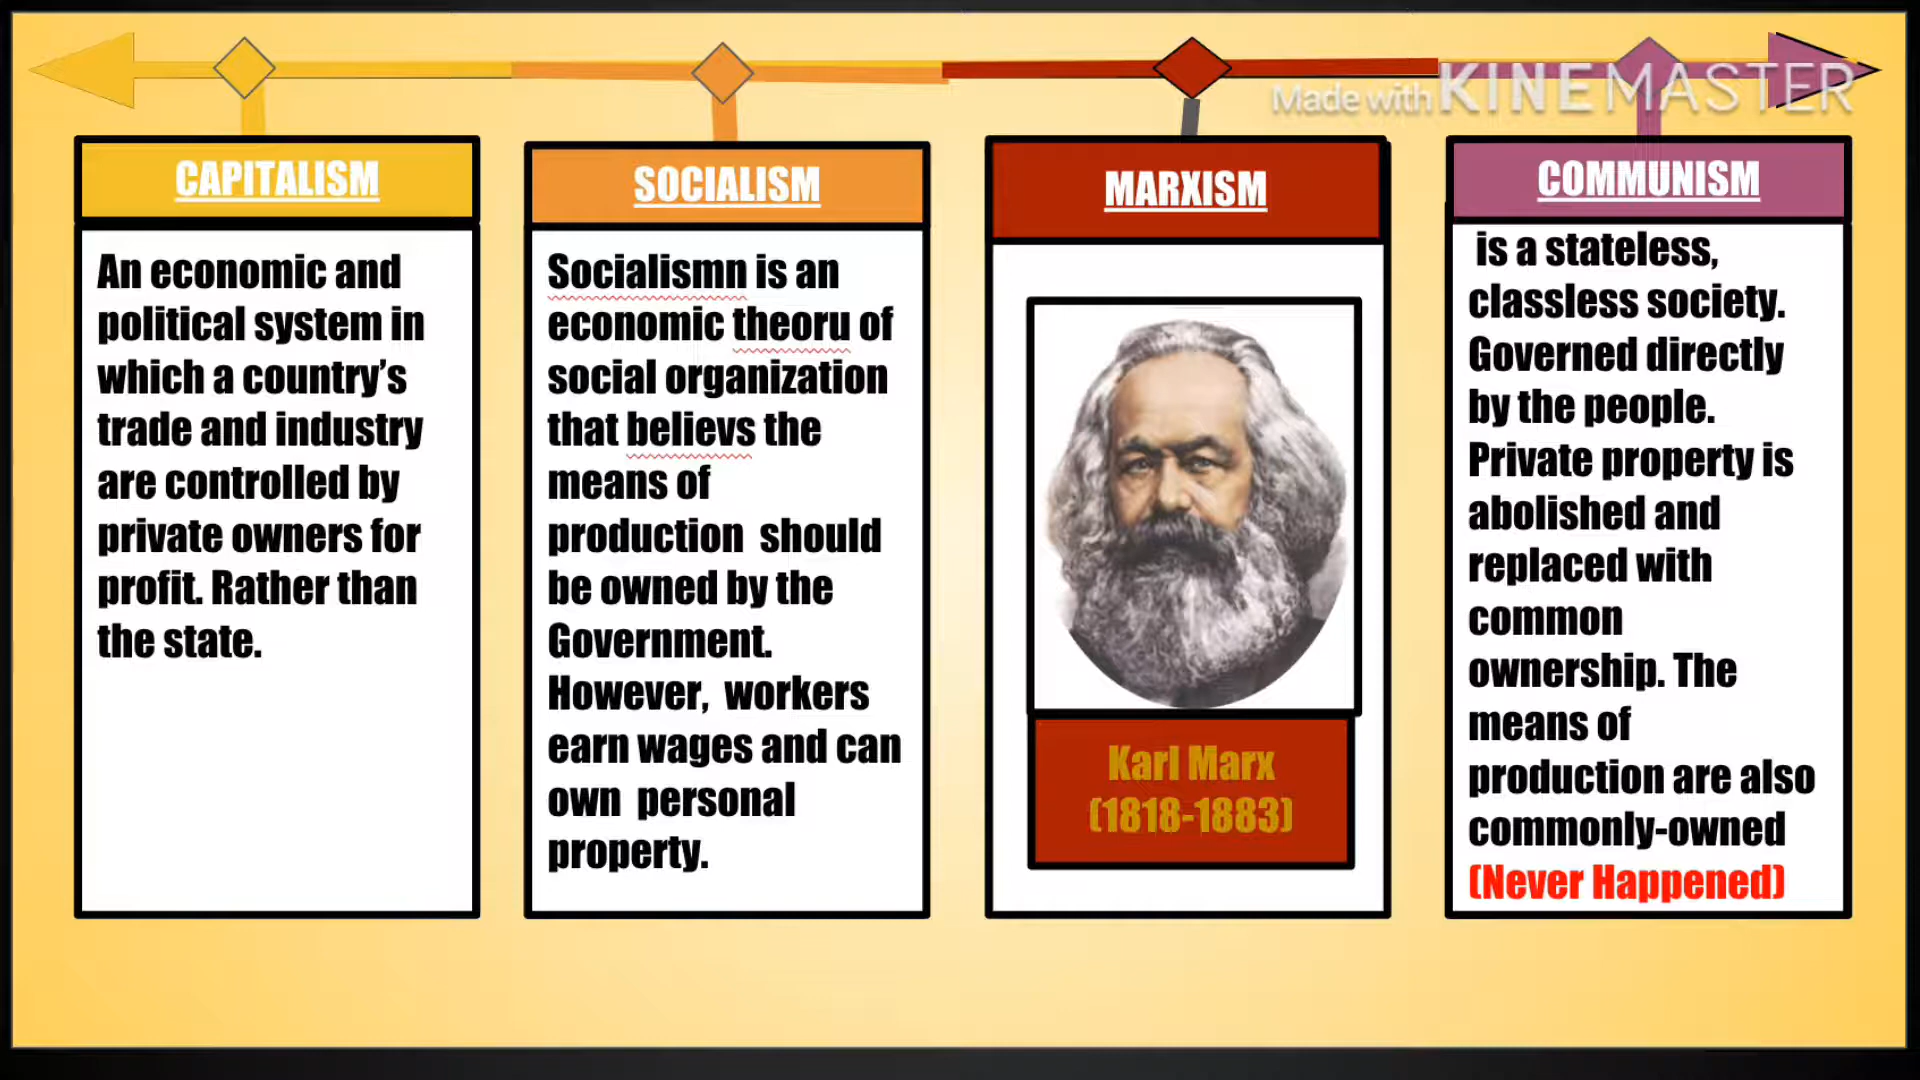 Made with KINEMASTER
CAPITALISM
An economic and
political system in
which a country’s
trade and industry
are controlled by
private owners for
profit. Rather than
the state.
SOCIALISM
Socialismn is an
economic theoru of
social organization
that believs the
means of
production should
be owned by the
Government.
However, workers
earn wages and can
own personal
property.
MARXISM
Karl Marx
(1818-1883)
COMMUNISM
is a stateless,
classless society.
Governed directly
by the people.
Private property is
abolished and
replaced with
common
ownership. The
means of
production are also
commonly-owned
(Never Happened)